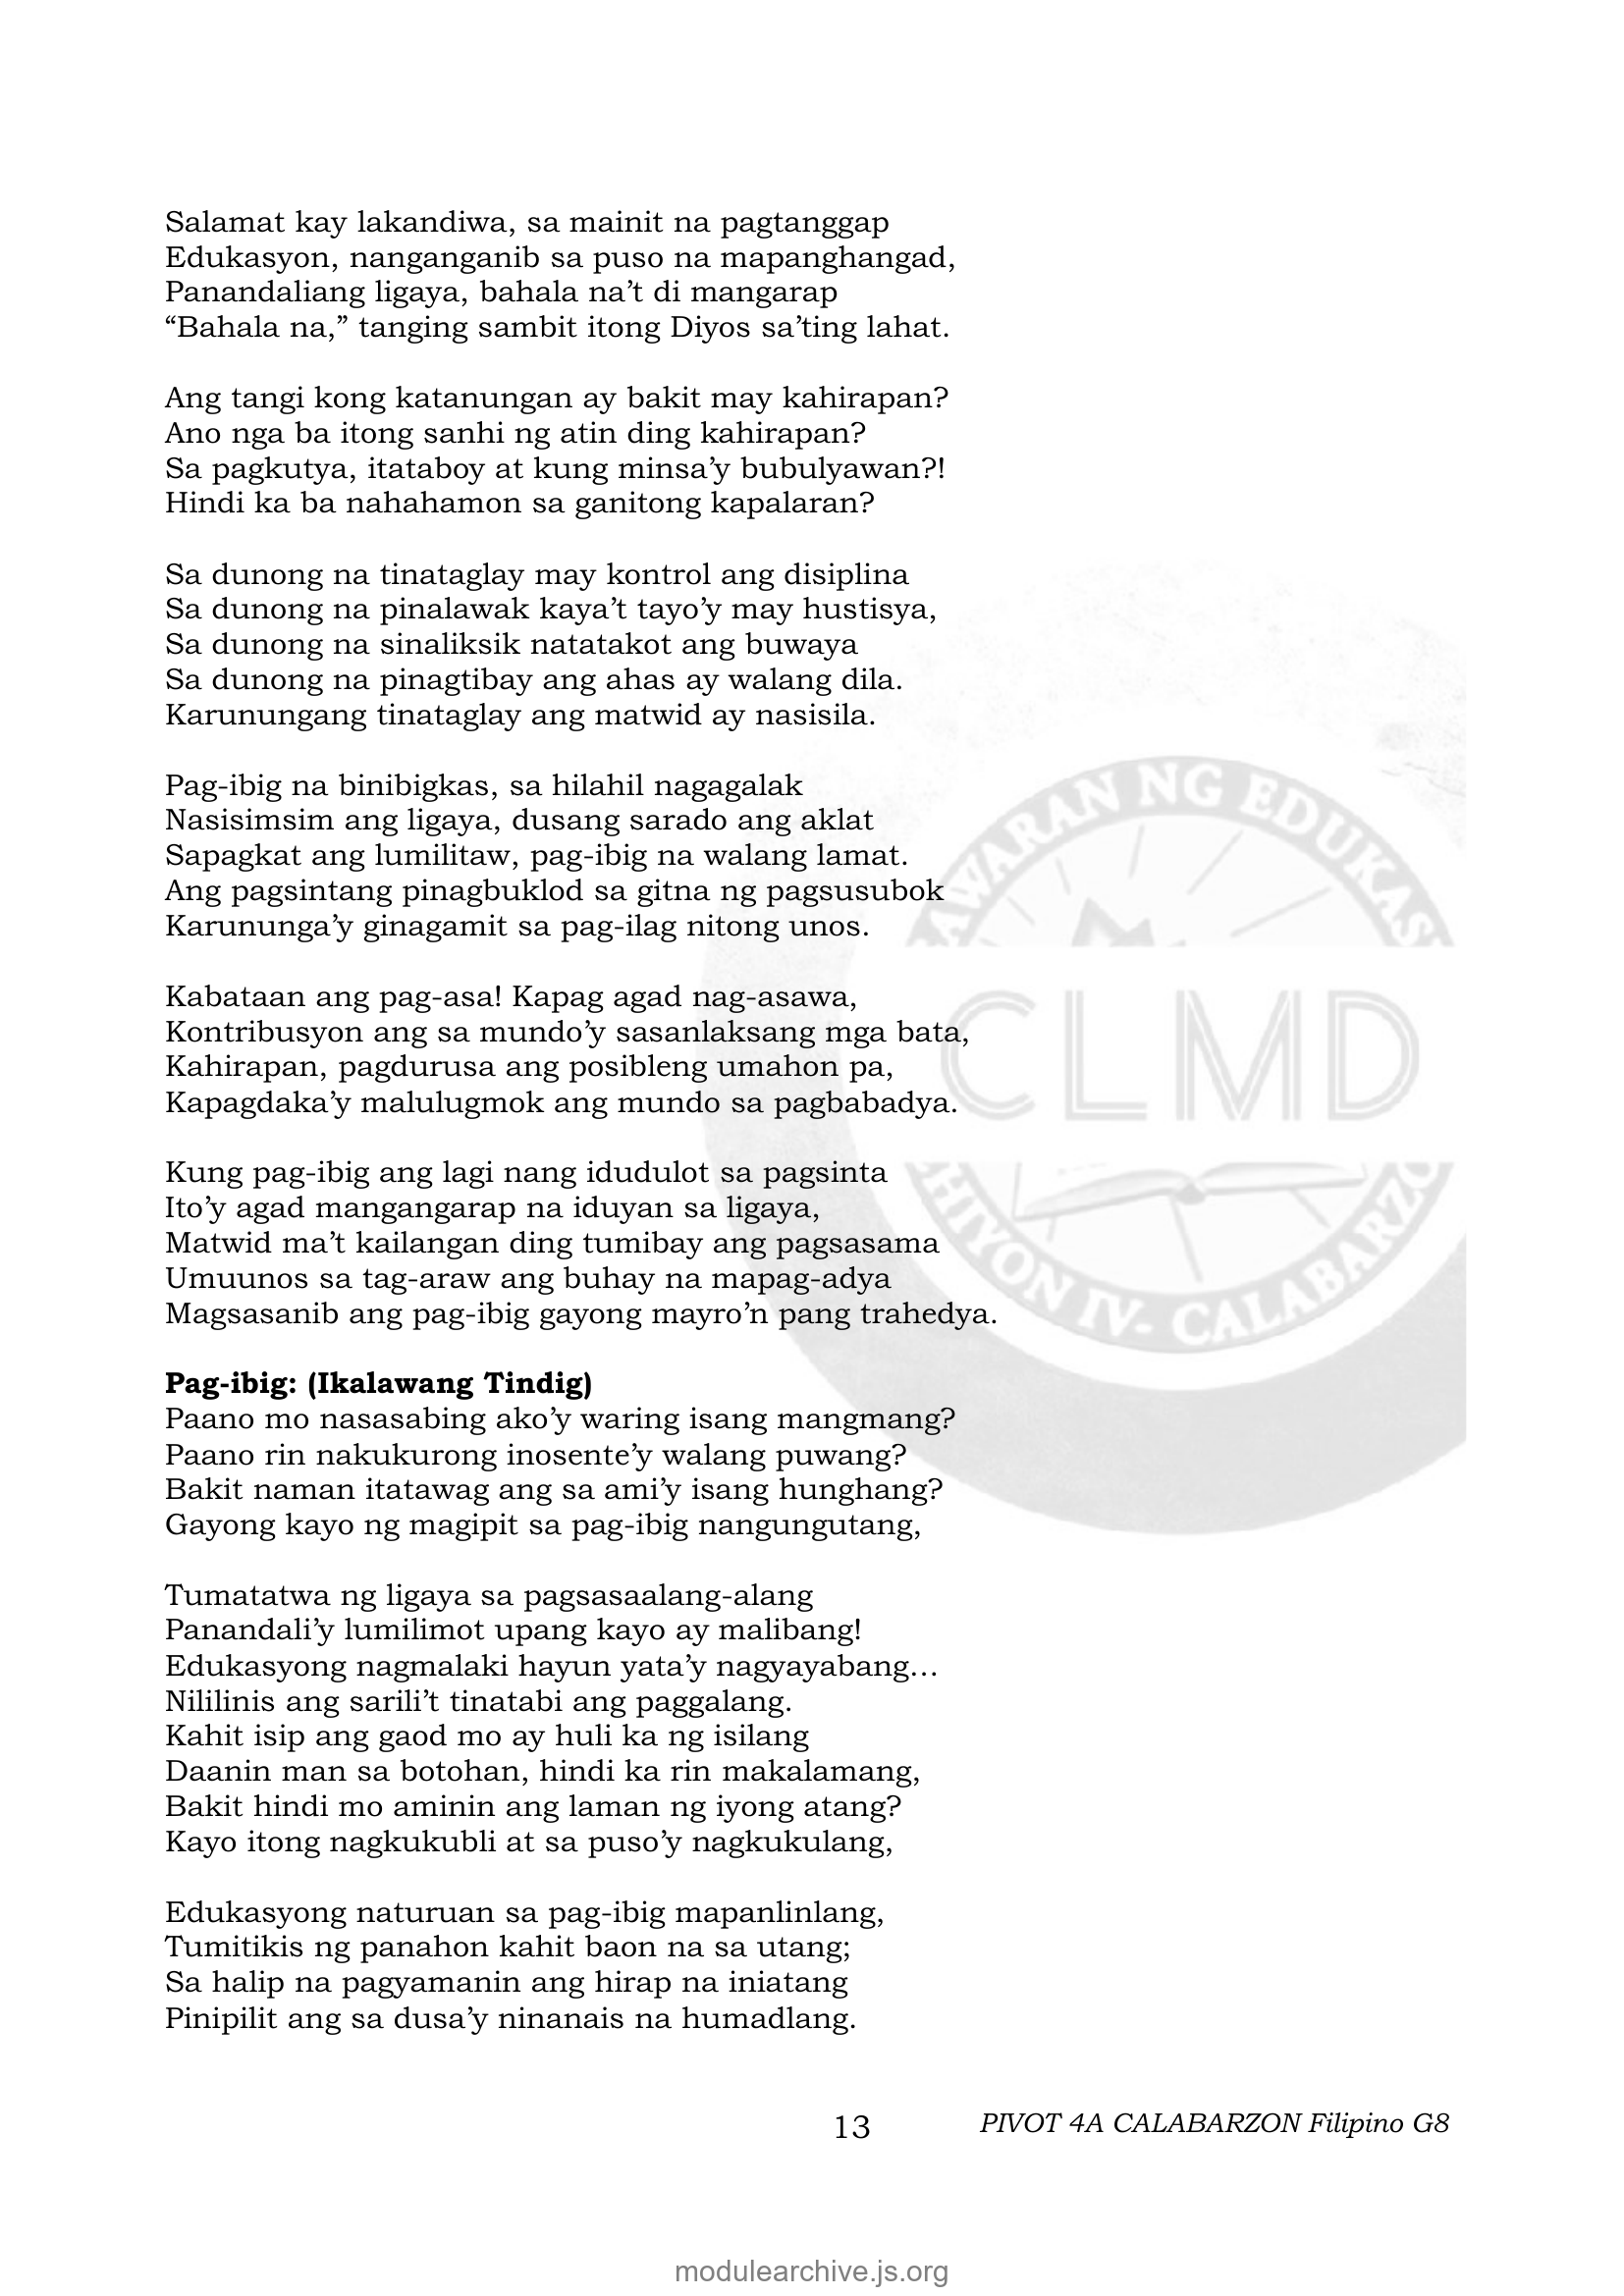 Salamat kay lakandiwa, sa mainit na pagtanggap
Edukasyon, nanganganib sa puso na mapanghangad,
Panandaliang ligaya, bahala na’t di mangarap
“Bahala na,” tanging sambit itong Diyos sa’ting lahat.

Ang tangi kong katanungan ay bakit may kahirapan?
Ano nga ba itong sanhi ng atin ding kahirapan?
Sa pagkutya, itataboy at kung minsa’y bubulyawan?!
Hindi ka ba nahahamon sa ganitong kapalaran?

Sa dunong na tinataglay may kontrol ang disiplina
Sa dunong na pinalawak kaya’t tayo’y may hustisya,
Sa dunong na sinaliksik natatakot ang buwaya
Sa dunong na pinagtibay ang ahas ay walang dila.
Karunungang tinataglay ang matwid ay nasisila.

Pag-ibig na binibigkas, sa hilahil nagagalak
Nasisimsim ang ligaya, dusang sarado ang aklat
Sapagkat ang lumilitaw, pag-ibig na walang lamat.
Ang pagsintang pinagbuklod sa gitna ng pagsusubok
Karununga’y ginagamit sa pag-ilag nitong unos.

Kabataan ang pag-asa! Kapag agad nag-asawa,
Kontribusyon ang sa mundo’y sasanlaksang mga bata,
Kahirapan, pagdurusa ang posibleng umahon pa,
Kapagdaka’y malulugmok ang mundo sa pagbabadya.

Kung pag-ibig ang lagi nang idudulot sa pagsinta
Ito’y agad mangangarap na iduyan sa ligaya,
Matwid ma’t kailangan ding tumibay ang pagsasama
Umuunos sa tag-araw ang buhay na mapag-adya
Magsasanib ang pag-ibig gayong mayro’n pang trahedya.

Pag-ibig: (Ikalawang Tindig)
Paano mo nasasabing ako’y waring isang mangmang?
Paano rin nakukurong inosente’y walang puwang?
Bakit naman itatawag ang sa ami’y isang hunghang?
Gayong kayo ng magipit sa pag-ibig nangungutang,

Tumatatwa ng ligaya sa pagsasaalang-alang
Panandali’y lumilimot upang kayo ay malibang!
Edukasyong nagmalaki hayun yata’y nagyayabang…
Nililinis ang sarili’t tinatabi ang paggalang.
Kahit isip ang gaod mo ay huli ka ng isilang
Daanin man sa botohan, hindi ka rin makalamang,
Bakit hindi mo aminin ang laman ng iyong atang?
Kayo itong nagkukubli at sa puso’y nagkukulang,

Edukasyong naturuan sa pag-ibig mapanlinlang,
Tumitikis ng panahon kahit baon na sa utang;
Sa halip na pagyamanin ang hirap na iniatang
Pinipilit ang sa dusa’y ninanais na humadlang.

AWARAN NG EDUKAS
CLMD
HIYON IV- CALABARZO

13 PIVOT 4A CALABARZON Filipino G8
modulearchive.js.org